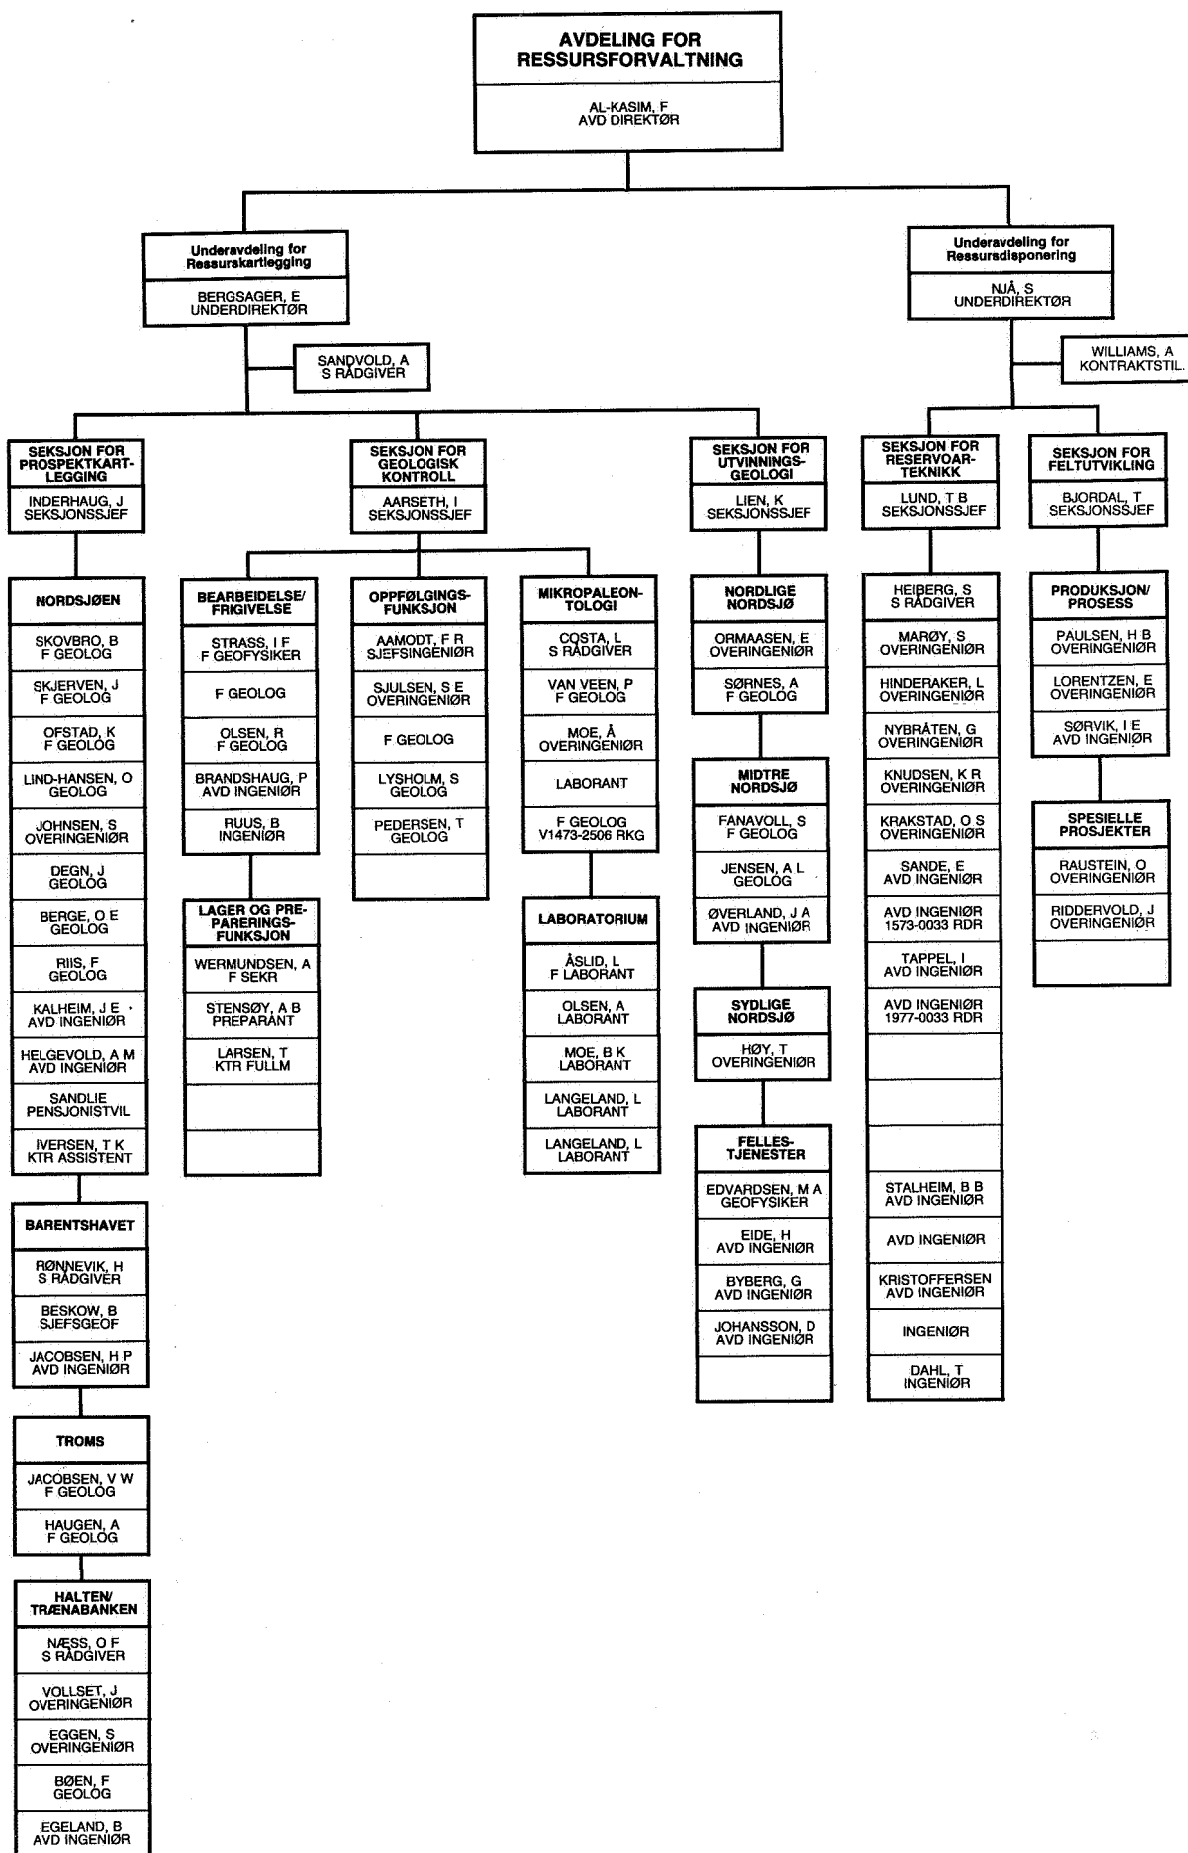 AVDELING FOR
RESSURSFORVALTNING
AL-KASIM, F
AVD DIREKTØR
Underavdeling for
Ressurskartlegging
BERGSAGER, E
UNDERDIREKTØR
SANDVOLD, A
S RÅDGIVER
Underavdeling for
Ressursdisponering
NJÅ, S
UNDERDIREKTØR
WILLIAMS, A
KONTRAKTSTIL.
SEKSJON FOR
PROSPEKTKART-
LEGGING
INDERHAUG, J
SEKSJONSSJEF
NORDSJØEN
SKOVBRO, B
F GEOLOG
SKJERVEN, J
F GEOLOG
OFSTAD, K
F GEOLOG
LIND-HANSEN, O
GEOLOG
JOHNSEN, S
OVERINGENIØR
DEGN, J
GEOLOG
BERGE, O E
GEOLOG
RIIS, F
GEOLOG
KALHEIM, J E
AVD INGENIØR
HELGEVOLD, A M
AVD INGENIØR
SANDLIE
PENSJONISTVIL
IVERSEN, T K
KTR ASSISTENT
BARENTSHAVET
RØNNEVIK, H
S RÅDGIVER
BESKOW, B
SJEFSGEOF
JACOBSEN, H P
AVD INGENIØR
TROMS
JACOBSEN, V W
F GEOLOG
HAUGEN, A
F GEOLOG
HALTEN/
TRÆNABANKEN
NÆSS, O F
S RÅDGIVER
VOLLSET, J
OVERINGENIØR
EGGEN, S
OVERINGENIØR
BØEN, F
GEOLOG
EGELAND, B
AVD INGENIØR
SEKSJON FOR
GEOLOGISK
KONTROLL
AARSETH, I
SEKSJONSSJEF
BEARBEIDELSE/
FRIGIVELSE
STRASS, I F
F GEOFYSIKER
F GEOLOG
OLSEN, R
F GEOLOG
BRANDSHAUG, P
AVD INGENIØR
RUUS, B
INGENIØR
LAGER OG PRE-
PARERINGS-
FUNKSJON
WERMUNDSEN, A
F SEKR
STENSØY, A B
PREPARANT
LARSEN, T
KTR FULLM
OPPFØLGINGS-
FUNKSJON
AAMODT, F R
SJEFSINGENIØR
SJULSEN, S E
OVERINGENIØR
F GEOLOG
LYSHOLM, S
GEOLOG
PEDERSEN, T
GEOLOG
MIKROPALEON-
TOLOGI
COSTA, L
S RÅDGIVER
VAN VEEN, P
F GEOLOG
MOE, Å
OVERINGENIØR
LABORANT
F GEOLOG
V1473-2506 RKG
LABORATORIUM
ÅSLID, L
F LABORANT
OLSEN, A
LABORANT
MOE, B K
LABORANT
LANGELAND, L
LABORANT
LANGELAND, L
LABORANT
SEKSJON FOR
UTVINNINGS-
GEOLOGI
LIEN, K
SEKSJONSSJEF
NORDLIGE
NORDSJØ
ORMAASEN, E
OVERINGENIØR
SØRNES, A
F GEOLOG
MIDTRE
NORDSJØ
FANAVOLL, S
F GEOLOG
JENSEN, A L
GEOLOG
ØVERLAND, J A
AVD INGENIØR
SYDLIGE
NORDSJØ
HØY, T
OVERINGENIØR
FELLES-
TJENESTER
EDVARDSEN, M A
GEOFYSIKER
EIDE, H
AVD INGENIØR
BYBERG, G
AVD INGENIØR
JOHANSSON, D
AVD INGENIØR
SEKSJON FOR
RESERVOAR-
TEKNIKK
LUND, T B
SEKSJONSSJEF
HEIBERG, S
S RÅDGIVER
MARØY, S
OVERINGENIØR
HINDERAKER, L
OVERINGENIØR
NYBRÅTEN, G
OVERINGENIØR
KNUDSEN, K R
OVERINGENIØR
KRAKSTAD, O S
OVERINGENIØR
SANDE, E
AVD INGENIØR
AVD INGENIØR
1573-0033 RDR
TAPPEL, I
AVD INGENIØR
AVD INGENIØR
1977-0033 RDR
STALHEIM, B B
AVD INGENIØR
AVD INGENIØR
KRISTOFFERSEN
AVD INGENIØR
INGENIØR
DAHL, T
INGENIØR
SEKSJON FOR
FELTUTVIKLING
BJORDAL, T
SEKSJONSSJEF
PRODUKSJON/
PROSESS
PAULSEN, H B
OVERINGENIØR
LORENTZEN, E
OVERINGENIØR
SØRVIK, I E
AVD INGENIØR
SPESIELLE
PROSJEKTER
RAUSTEIN, O
OVERINGENIØR
RIDDERVOLD, J
OVERINGENIØR